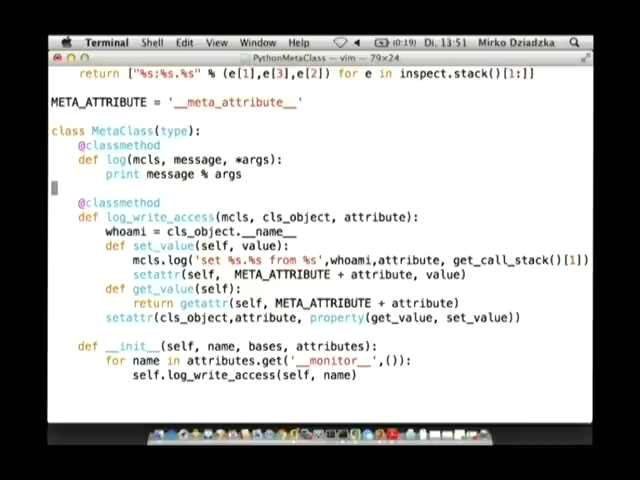 Terminal Shell Edit View Window Help (0:19) Di. 13:51 Mirko Dziadzka
PythonMetaClass — vim — 79×24
return ["%s:%s.%s" % (e[1],e[3],e[2]) for e in inspect.stack()[1:]]
META_ATTRIBUTE = '__meta_attribute__'
class MetaClass(type):
@classmethod
def log(mcls, message, *args):
print message % args
@classmethod
def log_write_access(mcls, cls_object, attribute):
whoami = cls_object.__name__
def set_value(self, value):
mcls.log('set %s.%s from %s',whoami,attribute, get_call_stack()[1])
setattr(self, META_ATTRIBUTE + attribute, value)
def get_value(self):
return getattr(self, META_ATTRIBUTE + attribute)
setattr(cls_object,attribute, property(get_value, set_value))
def __init__(self, name, bases, attributes):
for name in attributes.get('__monitor__',()):
self.log_write_access(self, name)